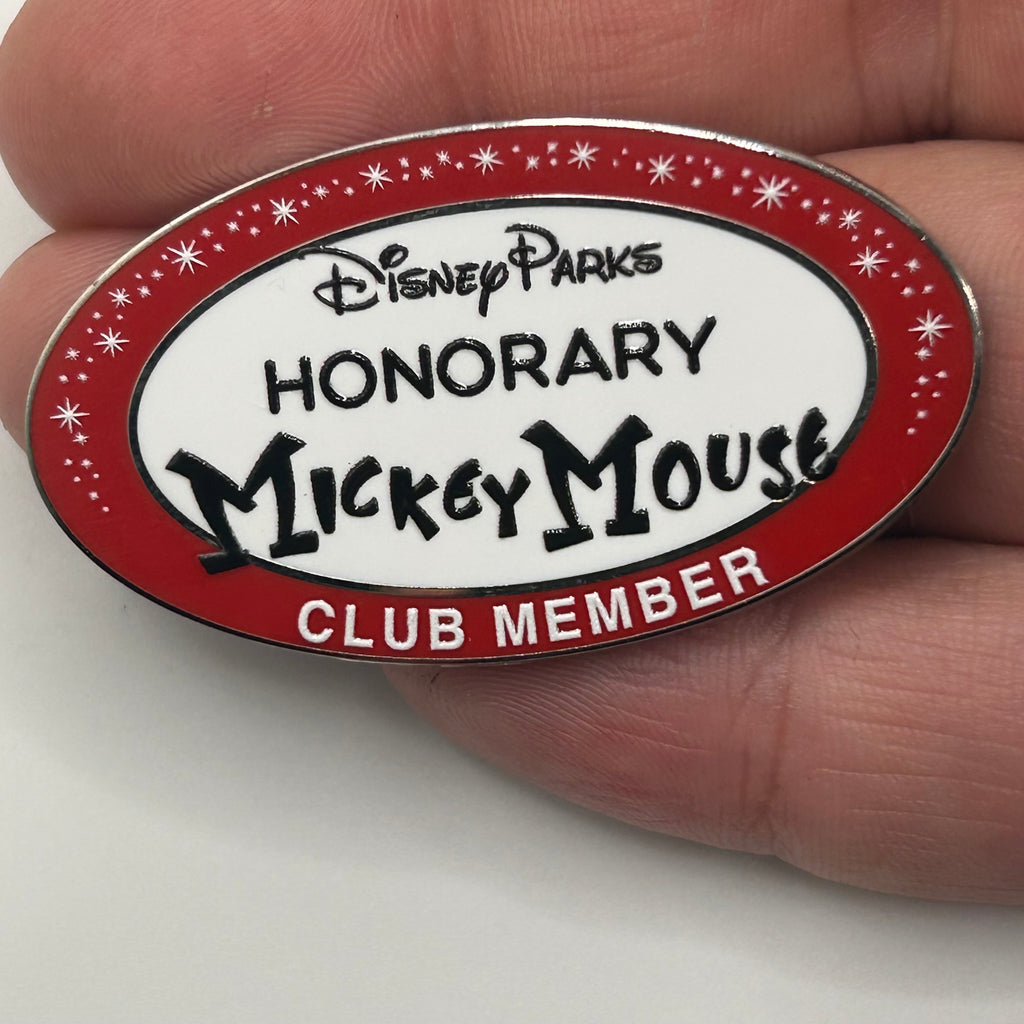 Disney Parks
HONORARY
MICKEY MOUSE
CLUB MEMBER